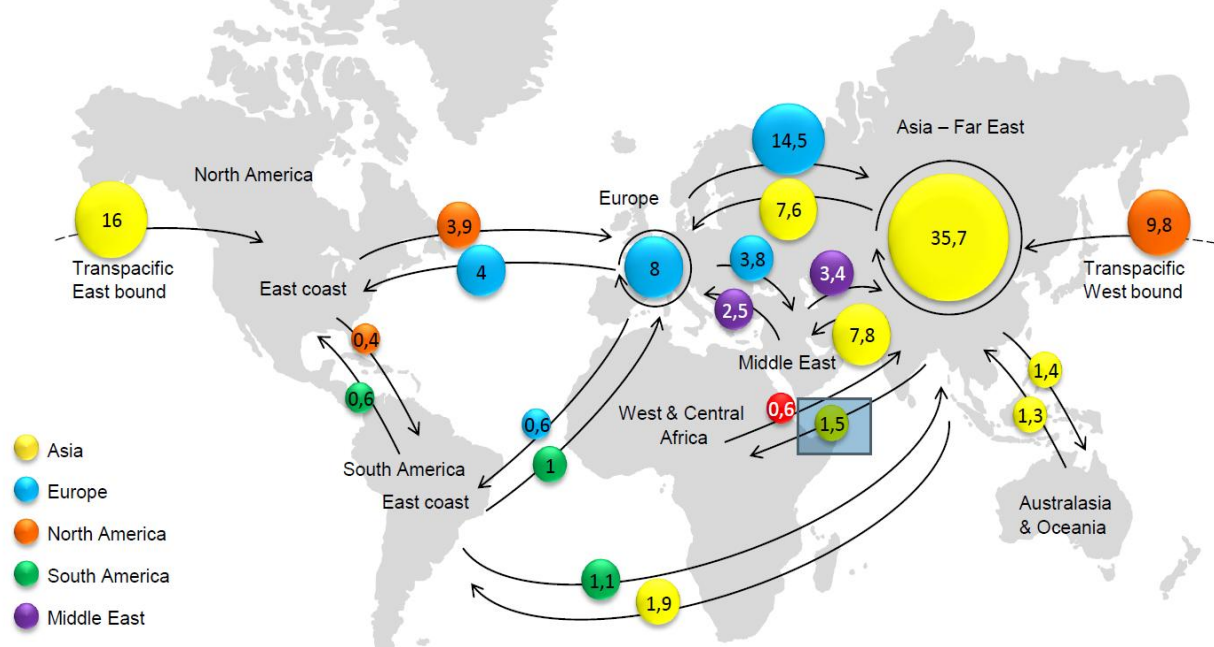 14,5
Asia – Far East
North America
Europe
16
7,6
3,9
9,8
35,7
Transpacific
East bound
4
8
3,8
3,4
Transpacific
West bound
East coast
2,5
0,4
7,8
Middle East
1,4
0,6
0,6
West & Central
Africa
1,3
0,6
1,5
Asia
South America
1
Europe
East coast
Australasia
& Oceania
North America
South America
1,1
1,9
Middle East